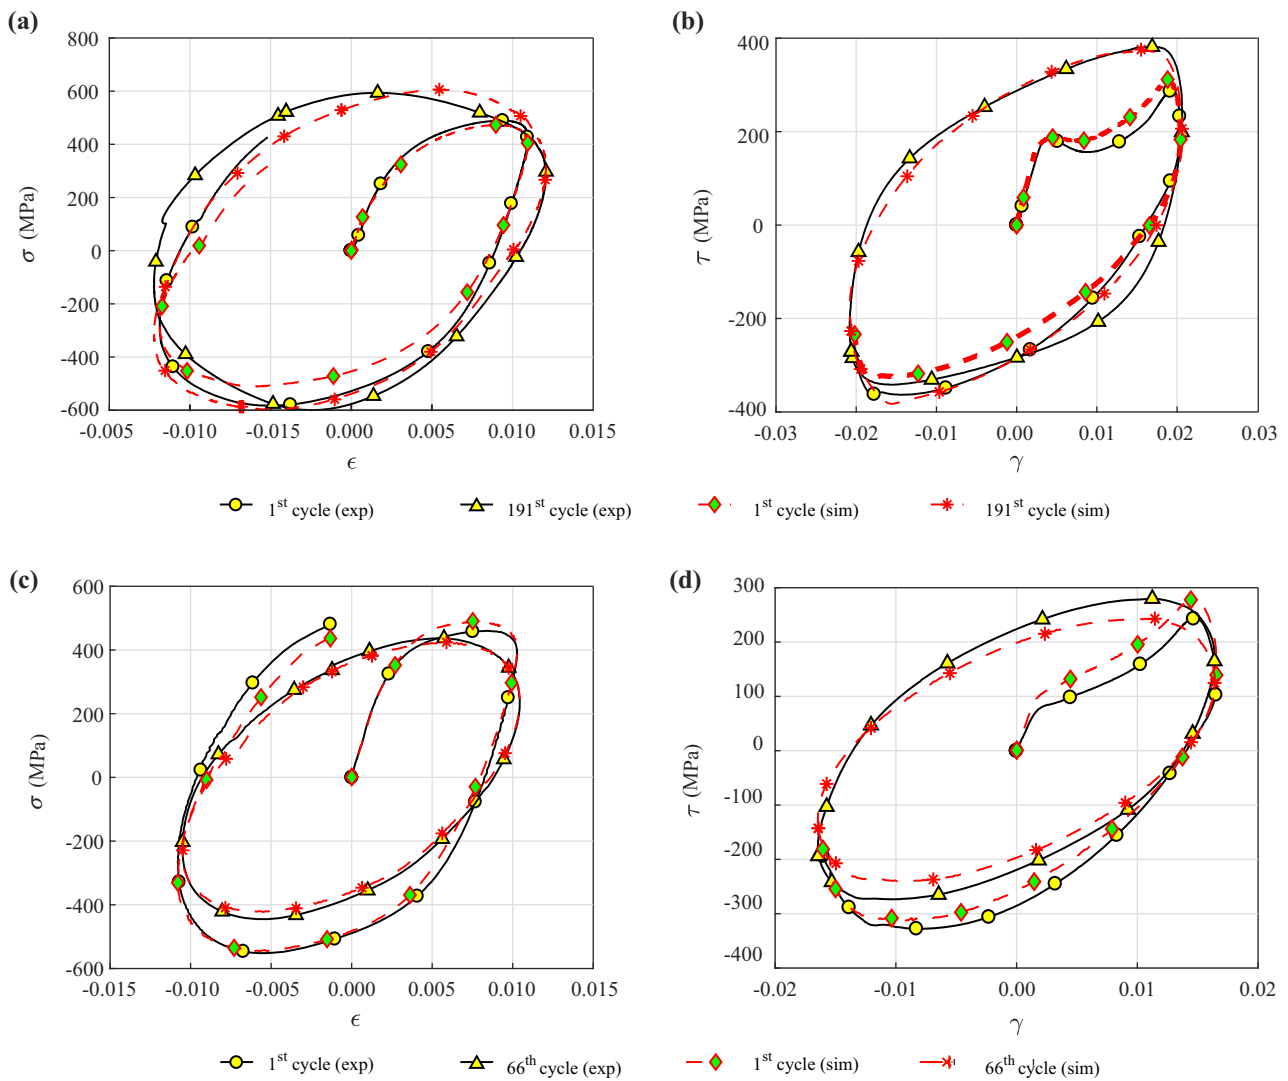 (a)
800
600
400
200
0
-200
-400
-600
σ (MPa)
-0.015 -0.010 -0.005 0.000 0.005 0.010 0.015
ϵ
(b)
400
200
0
-200
-400
τ (MPa)
-0.03 -0.02 -0.01 0.00 0.01 0.02 0.03
γ
1st cycle (exp) 191st cycle (exp) 1st cycle (sim) 191st cycle (sim)
(c)
600
400
200
0
-200
-400
-600
σ (MPa)
-0.015 -0.010 -0.005 0.000 0.005 0.010 0.015
ϵ
(d)
300
200
100
0
-100
-200
-300
-400
τ (MPa)
-0.02 -0.01 0.00 0.01 0.02
γ
1st cycle (exp) 66th cycle (exp) 1st cycle (sim) 66th cycle (sim)